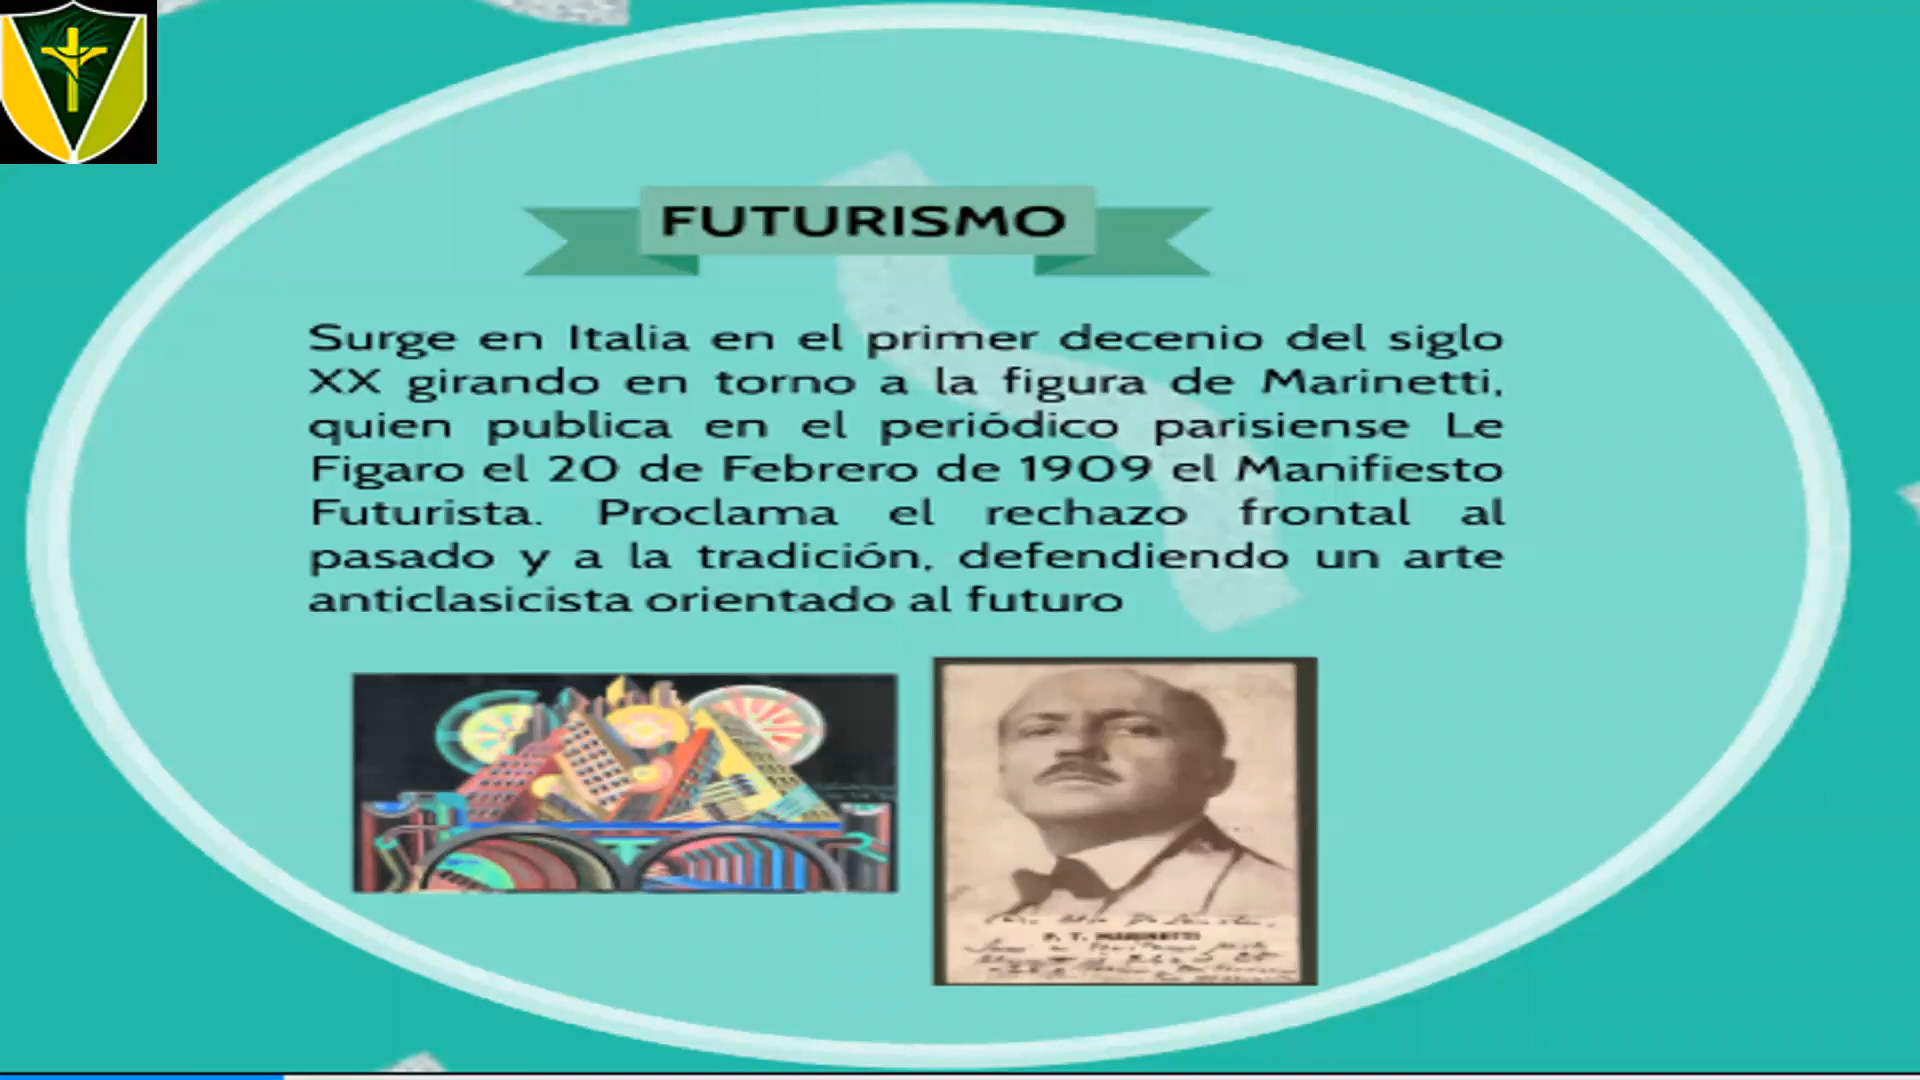 FUTURISMO
Surge en Italia en el primer decenio del siglo
XX girando en torno a la figura de Marinetti,
quien publica en el periódico parisiense Le
Figaro el 20 de Febrero de 1909 el Manifiesto
Futurista. Proclama el rechazo frontal al
pasado y a la tradición, defendiendo un arte
anticlasicista orientado al futuro
F. T. MARINETTI